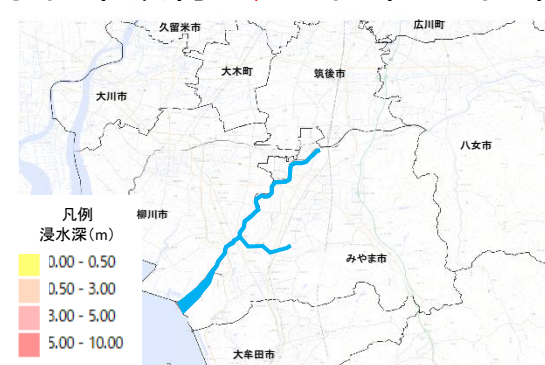 久留米市
広川町
大木町
筑後市
大川市
八女市
柳川市
みやま市
大牟田市
凡例
浸水深(m)
0.00 - 0.50
0.50 - 3.00
3.00 - 5.00
5.00 - 10.00